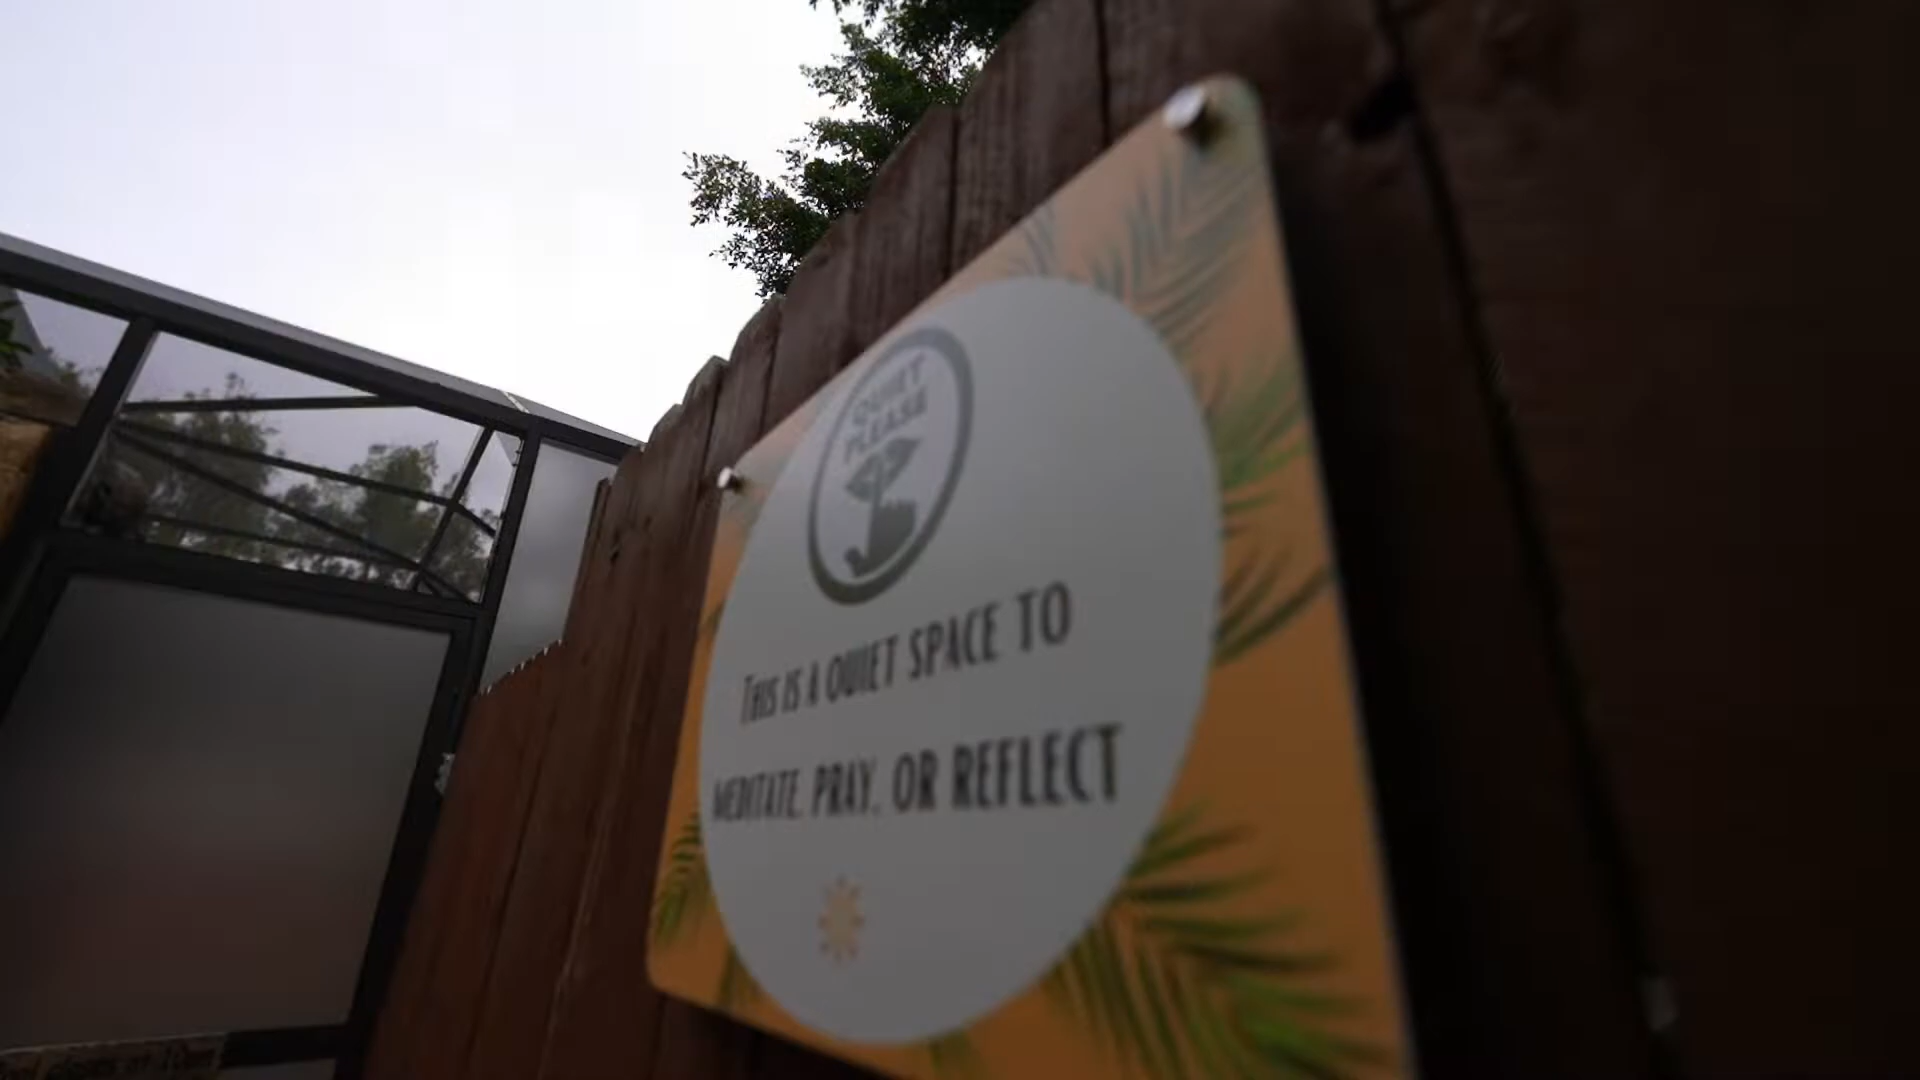 QUIET
PLEASE
THIS IS A QUIET SPACE TO
MEDITATE, PRAY, OR REFLECT